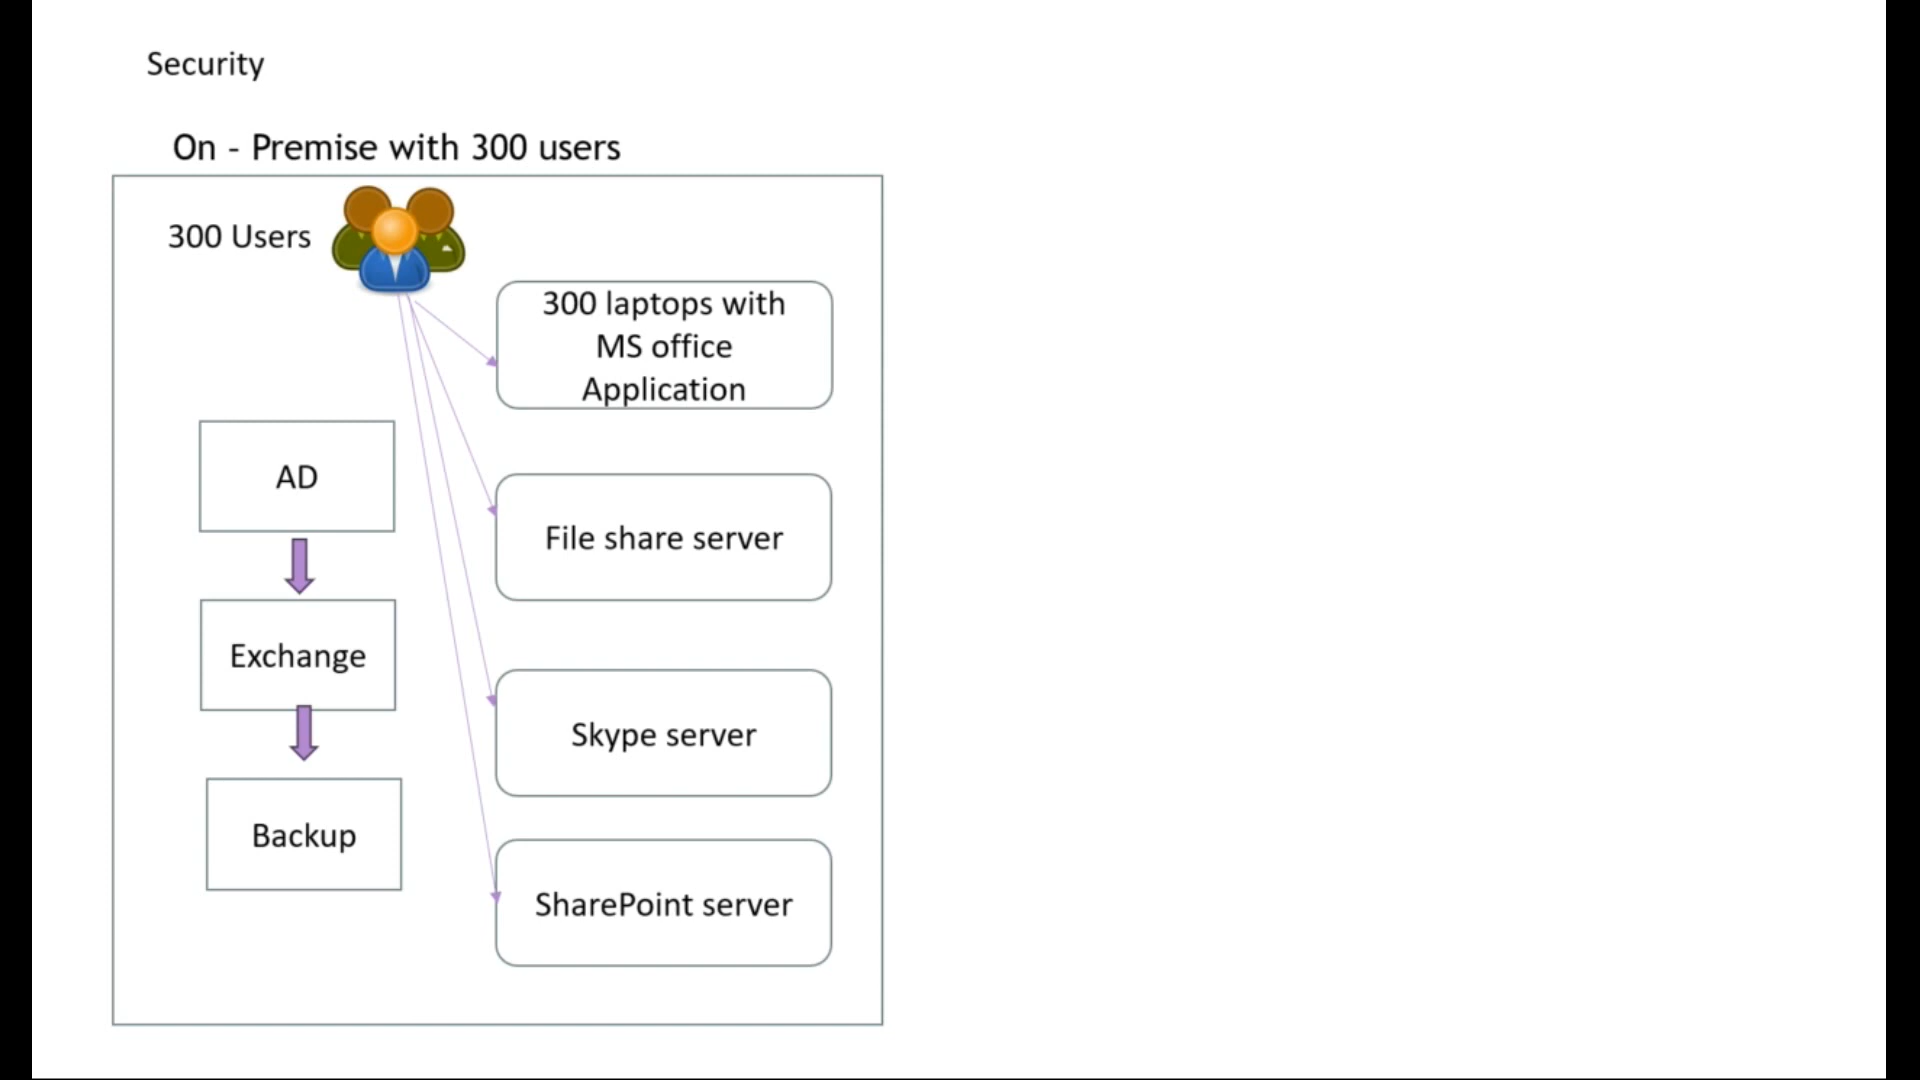 Security
On - Premise with 300 users
300 Users
300 laptops with
MS office
Application
AD
File share server
Exchange
Skype server
Backup
SharePoint server